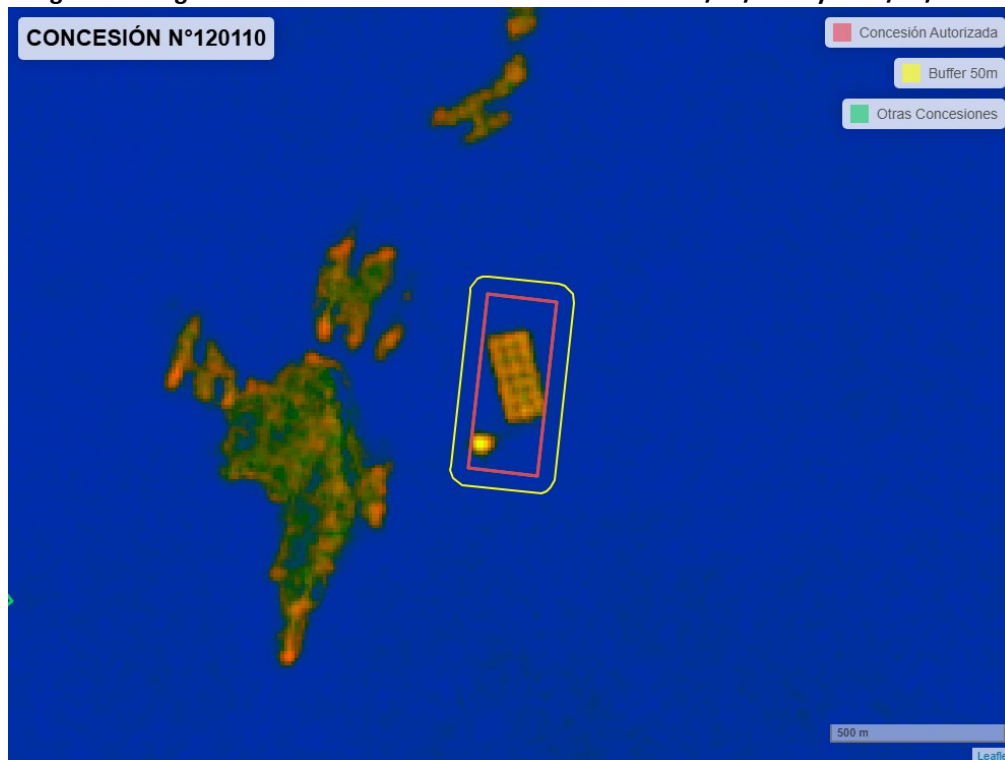 CONCESIÓN N°120110
Concesión Autorizada
Buffer 50m
Otras Concesiones
500 m